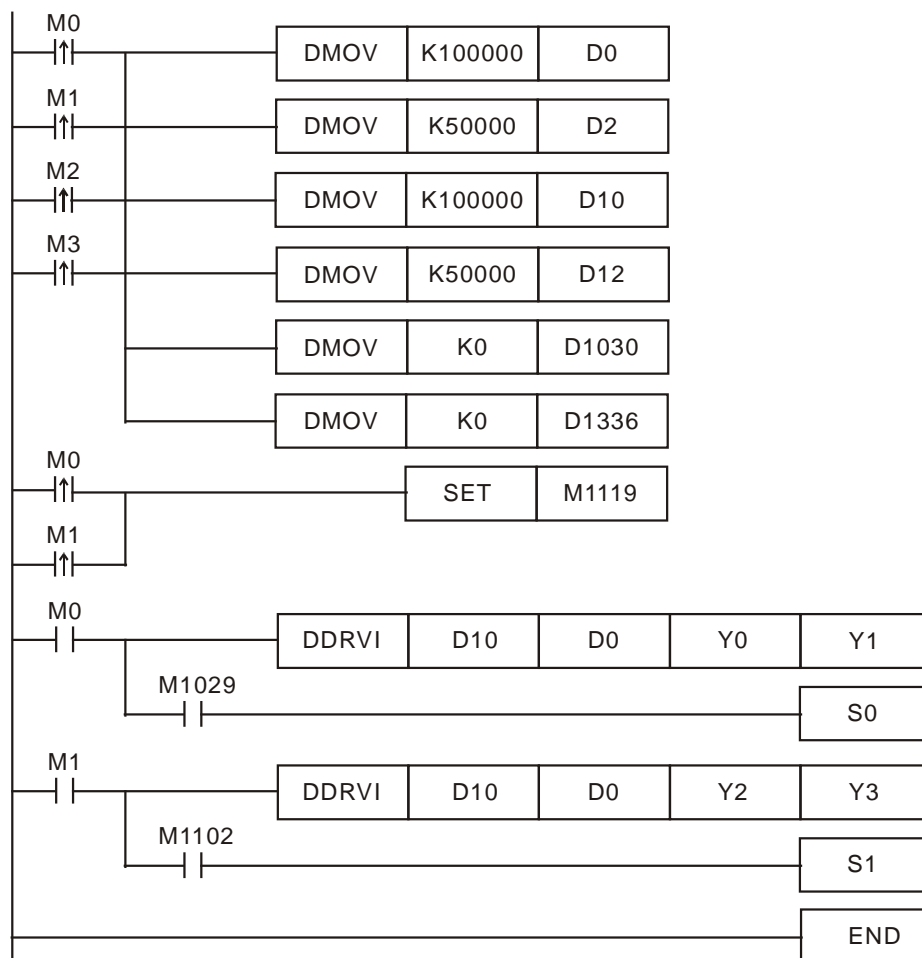 M0
DMOV K100000 D0
M1
DMOV K50000 D2
M2
DMOV K100000 D10
M3
DMOV K50000 D12
DMOV K0 D1030
DMOV K0 D1336
M0
SET M1119
M1
M0
DDRVI D10 D0 Y0 Y1
M1029
S0
M1
DDRVI D10 D0 Y2 Y3
M1102
S1
END